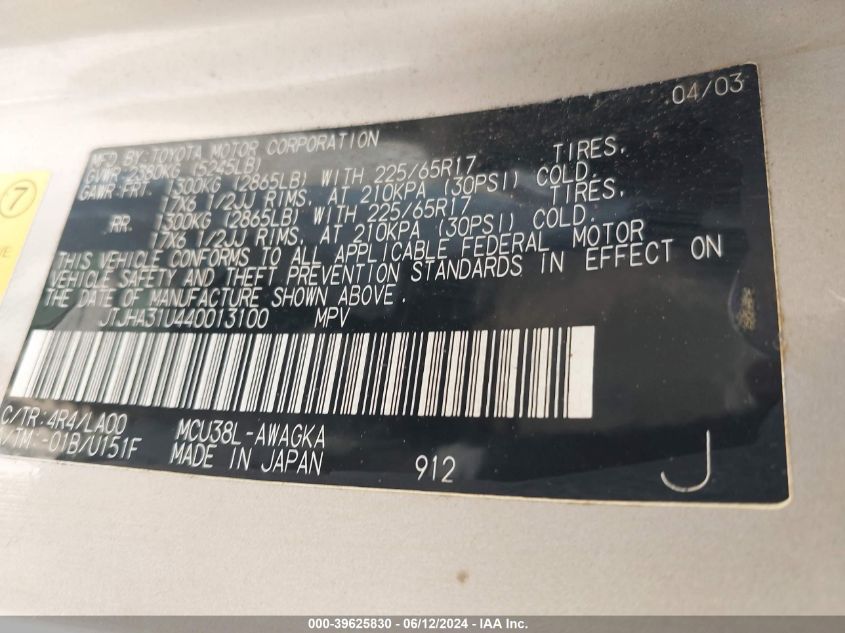 04/03
MFD BY:TOYOTA MOTOR CORPORATION
GVWR 2380KG (5245LB)
GAWR:FRT. 1300KG (2865LB) WITH 225/65R17 TIRES,
17X6 1/2JJ RIMS, AT 210KPA (30PSI) COLD.
RR. 1300KG (2865LB) WITH 225/65R17 TIRES,
17X6 1/2JJ RIMS, AT 210KPA (30PSI) COLD.
THIS VEHICLE CONFORMS TO ALL APPLICABLE FEDERAL MOTOR
VEHICLE SAFETY AND THEFT PREVENTION STANDARDS IN EFFECT ON
THE DATE OF MANUFACTURE SHOWN ABOVE.
JTJHA31U440013100 MPV
C/TR:4R4/LA00 MCU38L-AWAGKA
/TM:-01B/U151F MADE IN JAPAN 912 J
7
000-39625830 - 06/12/2024 - IAA Inc.